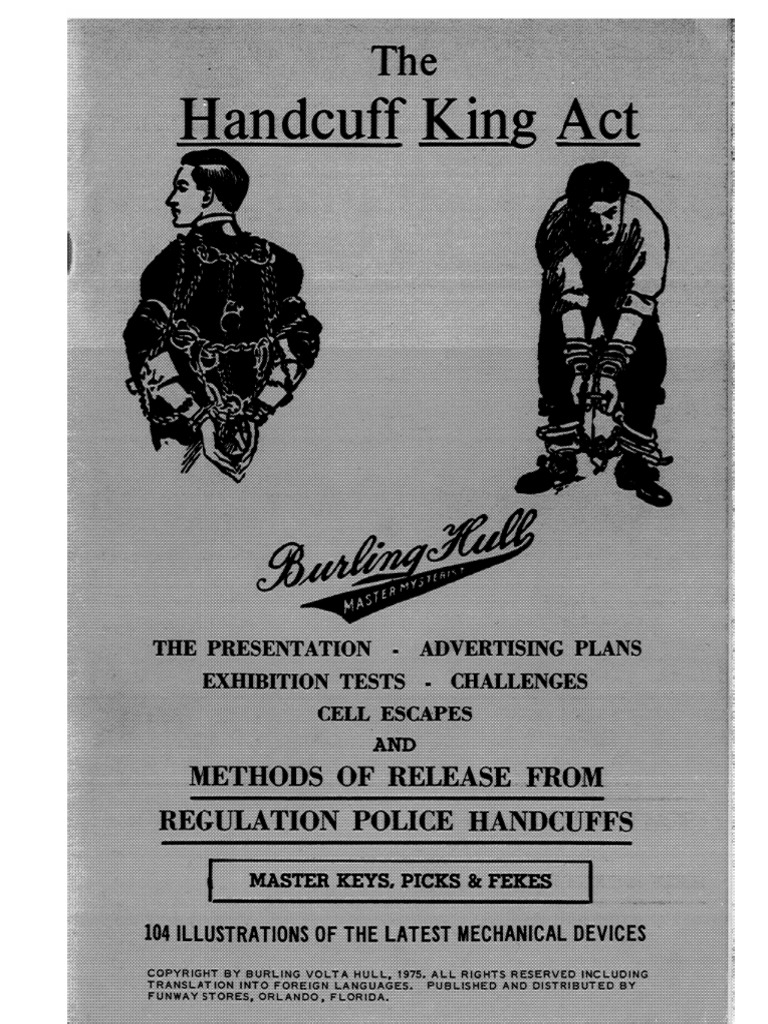 The
Handcuff King Act
Burling Hull
MASTER MYSTERIST
THE PRESENTATION - ADVERTISING PLANS
EXHIBITION TESTS - CHALLENGES
CELL ESCAPES
AND
METHODS OF RELEASE FROM
REGULATION POLICE HANDCUFFS
MASTER KEYS, PICKS & FEKES
104 ILLUSTRATIONS OF THE LATEST MECHANICAL DEVICES
COPYRIGHT BY BURLING VOLTA HULL, 1975. ALL RIGHTS RESERVED INCLUDING
TRANSLATION INTO FOREIGN LANGUAGES. PUBLISHED AND DISTRIBUTED BY
FUNWAY STORES, ORLANDO, FLORIDA.